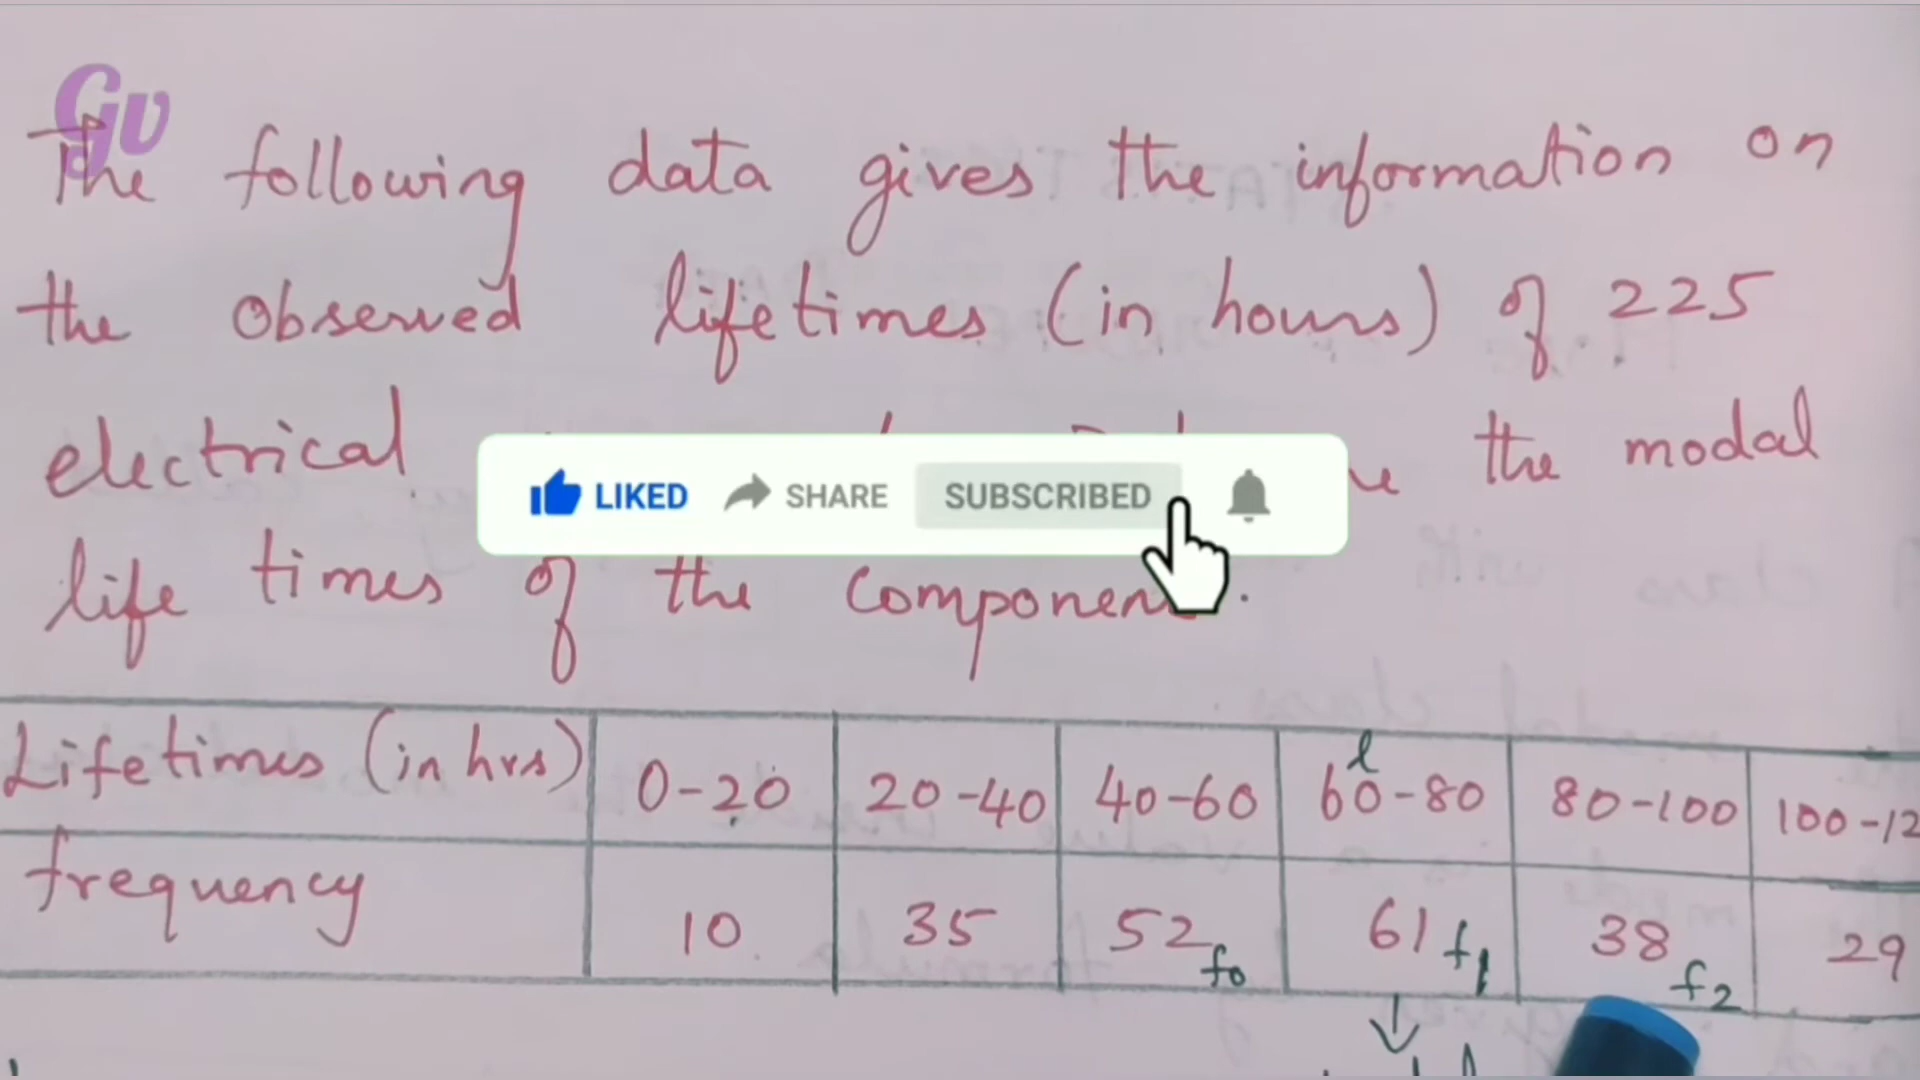 GV
The following data gives the information on
the observed lifetimes (in hours) of 225
electrical the modal
LIKED SHARE SUBSCRIBED
life times of the component.
Lifetimes (in hrs) 0-20 20-40 40-60 60-80 80-100 100-12
l
frequency 10 35 52 61 38 29
f0 f1 f2